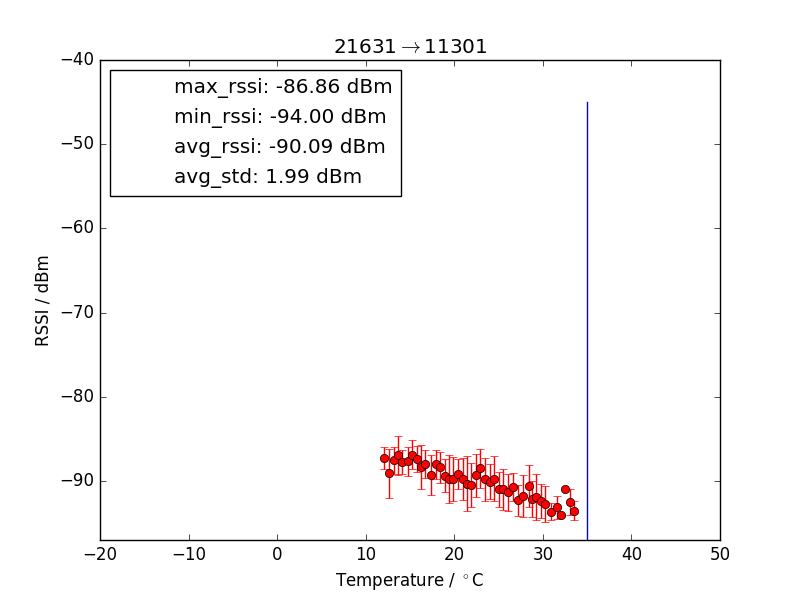 21631→11301
max_rssi: -86.86 dBm
min_rssi: -94.00 dBm
avg_rssi: -90.09 dBm
avg_std: 1.99 dBm
RSSI / dBm
−40
−50
−60
−70
−80
−90
−20 −10 0 10 20 30 40 50
Temperature / °C